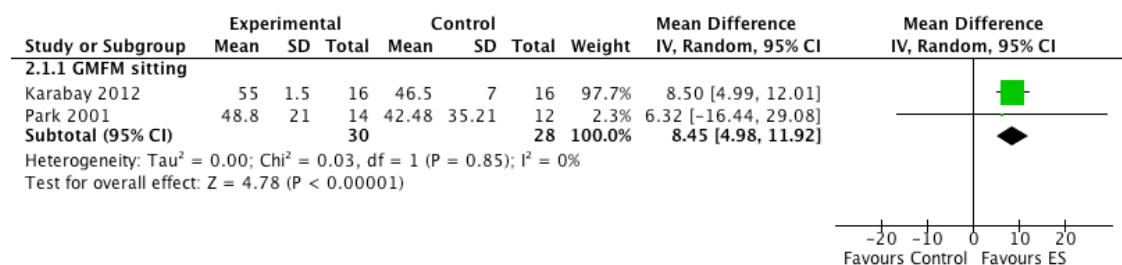 Experimental Control Mean Difference Mean Difference
Study or Subgroup Mean SD Total Mean SD Total Weight IV, Random, 95% CI IV, Random, 95% CI
2.1.1 GMFM sitting
Karabay 2012 55 1.5 16 46.5 7 16 97.7% 8.50 [4.99, 12.01]
Park 2001 48.8 21 14 42.48 35.21 12 2.3% 6.32 [−16.44, 29.08]
Subtotal (95% CI) 30 28 100.0% 8.45 [4.98, 11.92]
Heterogeneity: Tau² = 0.00; Chi² = 0.03, df = 1 (P = 0.85); I² = 0%
Test for overall effect: Z = 4.78 (P < 0.00001)
−20 −10 0 10 20
Favours Control Favours ES